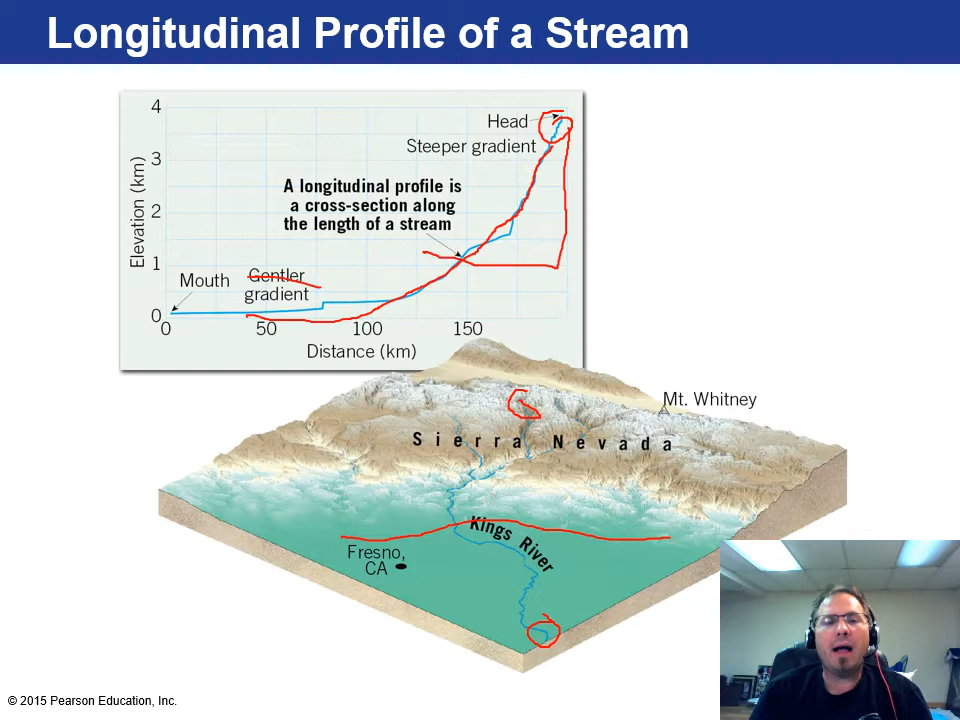 Longitudinal Profile of a Stream
4
Head
Steeper gradient
3
A longitudinal profile is
a cross-section along
the length of a stream
2
Elevation (km)
1
Mouth
Gentler
gradient
0
0
50
100
150
Distance (km)
Mt. Whitney
Sierra Nevada
Kings River
Fresno,
CA
© 2015 Pearson Education, Inc.